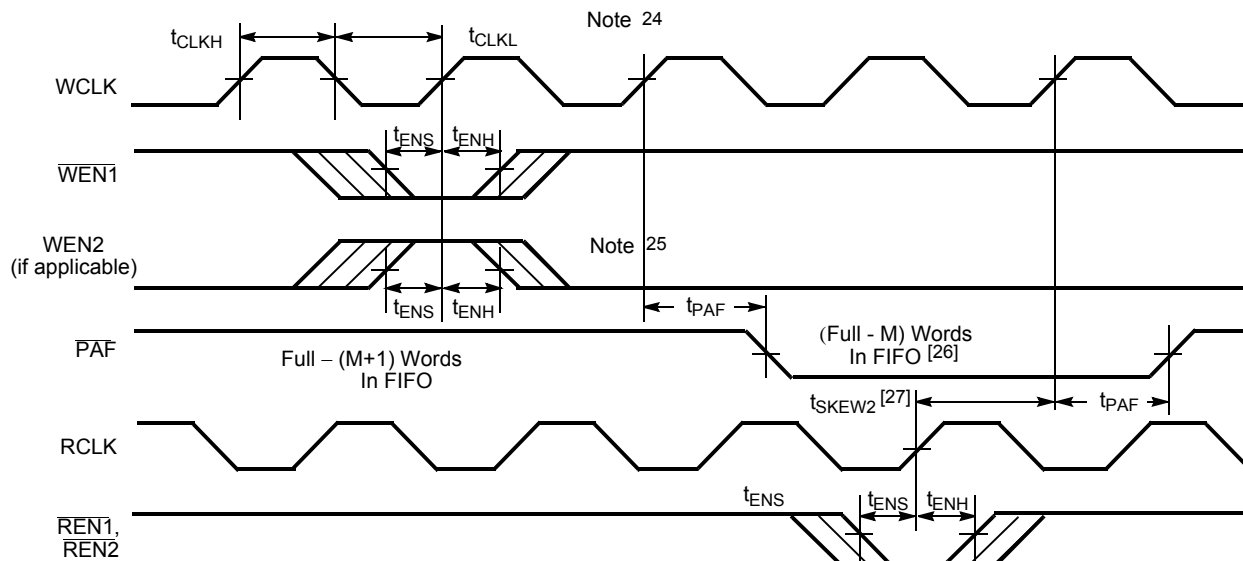 Note 24
tCLKH
tCLKL
WCLK
tENS
tENH
WEN1
WEN2
(if applicable)
Note 25
tENS
tENH
tPAF
PAF
Full – (M+1) Words
In FIFO
(Full - M) Words
In FIFO [26]
tSKEW2 [27]
tPAF
RCLK
tENS
tENS
tENH
REN1,
REN2